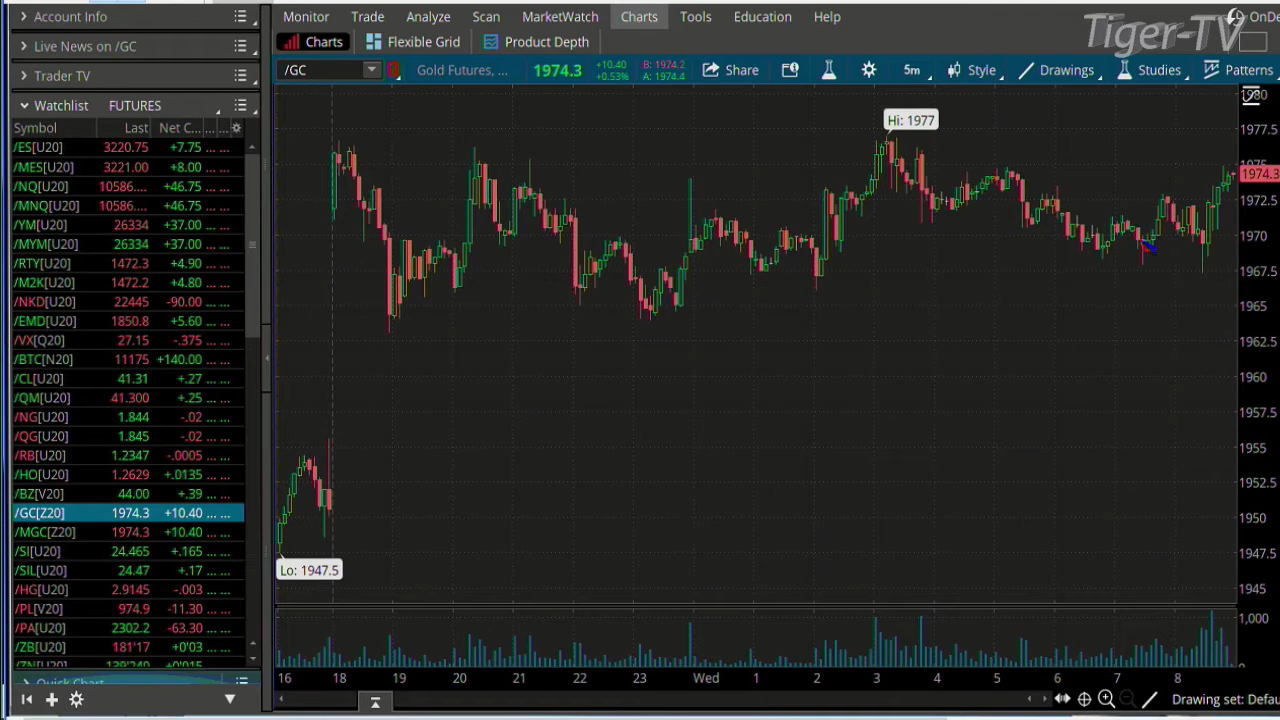 Account Info
Live News on /GC
Trader TV
Watchlist FUTURES
Symbol Last Net C... ... ...
/ES[U20] 3220.75 +7.75
/MES[U20] 3221.00 +8.00
/NQ[U20] 10586.... +46.75 ... ...
/MNQ[U20] 10586.... +46.75 ... ...
/YM[U20] 26334 +37.00 ... ...
/MYM[U20] 26334 +37.00 ... ...
/RTY[U20] 1472.3 +4.90 ... ...
/M2K[U20] 1472.2 +4.80 ... ...
/NKD[U20] 22445 -90.00 ... ...
/EMD[U20] 1850.8 +5.60 ... ...
/VX[Q20] 27.15 -.375 ... ...
/BTC[N20] 11175 +140.00 ... ...
/CL[U20] 41.31 +.27 ... ...
/QM[U20] 41.300 +.25 ... ...
/NG[U20] 1.844 -.02 ... ...
/QG[U20] 1.845 -.02 ... ...
/RB[U20] 1.2347 -.0005 ... ...
/HO[U20] 1.2629 +.0135 ... ...
/BZ[V20] 44.00 +.39 ... ...
/GC[Z20] 1974.3 +10.40 ... ...
/MGC[Z20] 1974.3 +10.40 ... ...
/SI[U20] 24.465 +.165 ... ...
/SIL[U20] 24.47 +.17 ... ...
/HG[U20] 2.9145 -.003 ... ...
/PL[V20] 974.9 -11.30 ... ...
/PA[U20] 2302.2 -63.30 ... ...
/ZB[U20] 181'17 +0'03 ... ...
/ZN[U20] 139'240 +0'015 ... ...
Quick Chart
Monitor Trade Analyze Scan MarketWatch Charts Tools Education Help
Tiger-TV
OnDe
Charts Flexible Grid Product Depth
/GC Gold Futures, ... 1974.3 +10.40 B: 1974.2 Share 5m Style Drawings Studies Patterns
+0.53% A: 1974.4
Hi: 1977
Lo: 1947.5
1980
1977.5
1975
1974.3
1972.5
1970
1967.5
1965
1962.5
1960
1957.5
1955
1952.5
1950
1947.5
1945
1,000
0
16 18 19 20 21 22 23 Wed 1 2 3 4 5 6 7 8
Drawing set: Defau